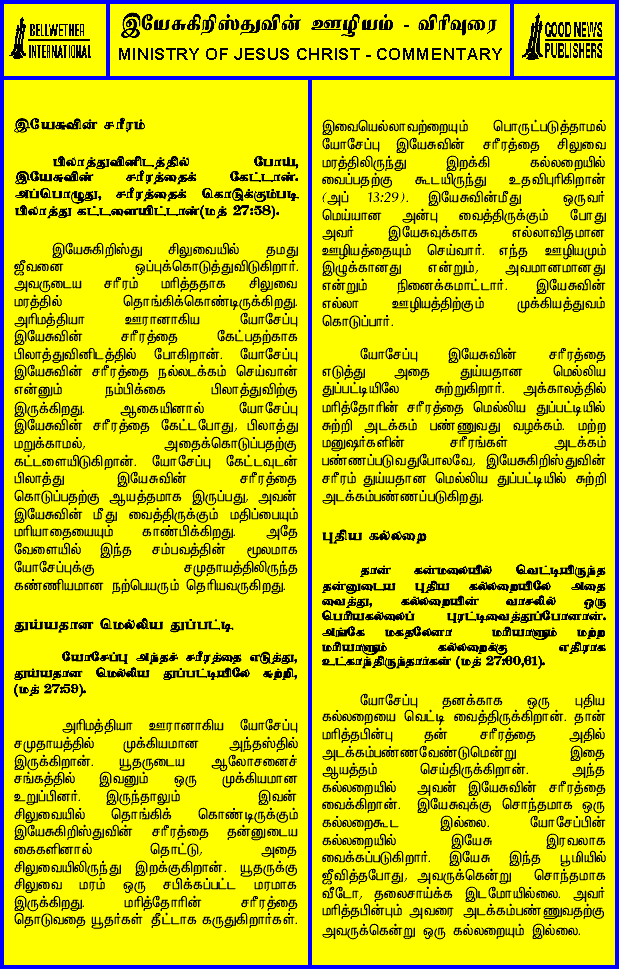 BELLWETHER
INTERNATIONAL
இயேசுகிறிஸ்துவின் ஊழியம் - விரிவுரை
MINISTRY OF JESUS CHRIST - COMMENTARY
GOOD NEWS
PUBLISHERS
இயேசுவின் சரீரம்
பிலாத்துவினிடத்தில் போய்,
இயேசுவின் சரீரத்தைக் கேட்டான்.
அப்பொழுது, சரீரத்தைக் கொடுக்கும்படி
பிலாத்து கட்டளையிட்டான்(மத் 27:58).
இயேசுகிறிஸ்து சிலுவையில் தமது
ஜீவனை ஒப்புக்கொடுத்துவிடுகிறார்.
அவருடைய சரீரம் மரித்ததாக சிலுவை
மரத்தில் தொங்கிக்கொண்டிருக்கிறது.
அரிமத்தியா ஊரானாகிய யோசேப்பு
இயேசுவின் சரீரத்தை கேட்பதற்காக
பிலாத்துவினிடத்தில் போகிறான். யோசேப்பு
இயேசுவின் சரீரத்தை நல்லடக்கம் செய்வான்
என்னும் நம்பிக்கை பிலாத்துவிற்கு
இருக்கிறது. ஆகையினால் யோசேப்பு
இயேசுவின் சரீரத்தை கேட்டபோது, பிலாத்து
மறுக்காமல், அதைக்கொடுப்பதற்கு
கட்டளையிடுகிறான். யோசேப்பு கேட்டவுடன்
பிலாத்து இயேசுவின் சரீரத்தை
கொடுப்பதற்கு ஆயத்தமாக இருப்பது, அவன்
இயேசுவின் மீது வைத்திருக்கும் மதிப்பையும்
மரியாதையையும் காண்பிக்கிறது. அதே
வேளையில் இந்த சம்பவத்தின் மூலமாக
யோசேப்புக்கு சமுதாயத்திலிருந்த
கண்ணியமான நற்பெயரும் தெரியவருகிறது.
துய்யதான மெல்லிய துப்பட்டி
யோசேப்பு அந்தச் சரீரத்தை எடுத்து,
துய்யதான மெல்லிய துப்பட்டியிலே சுற்றி,
(மத் 27:59).
அரிமத்தியா ஊரானாகிய யோசேப்பு
சமுதாயத்தில் முக்கியமான அந்தஸ்தில்
இருக்கிறான். யூதருடைய ஆலோசனைச்
சங்கத்தில் இவனும் ஒரு முக்கியமான
உறுப்பினர். இருந்தாலும் இவன்
சிலுவையில் தொங்கிக் கொண்டிருக்கும்
இயேசுகிறிஸ்துவின் சரீரத்தை தன்னுடைய
கைகளினால் தொட்டு, அதை
சிலுவையிலிருந்து இறக்குகிறான். யூதருக்கு
சிலுவை மரம் ஒரு சபிக்கப்பட்ட மரமாக
இருக்கிறது. மரித்தோரின் சரீரத்தை
தொடுவதை யூதர்கள் தீட்டாக கருதுகிறார்கள்.
இவையெல்லாவற்றையும் பொருட்படுத்தாமல்
யோசேப்பு இயேசுவின் சரீரத்தை சிலுவை
மரத்திலிருந்து இறக்கி கல்லறையில்
வைப்பதற்கு கூடயிருந்து உதவிபுரிகிறான்
(அப் 13:29). இயேசுவின்மீது ஒருவர்
மெய்யான அன்பு வைத்திருக்கும் போது
அவர் இயேசுவுக்காக எல்லாவிதமான
ஊழியத்தையும் செய்வார். எந்த ஊழியமும்
இழுக்கானது என்றும், அவமானமானது
என்றும் நினைக்கமாட்டார். இயேசுவின்
எல்லா ஊழியத்திற்கும் முக்கியத்துவம்
கொடுப்பார்.
யோசேப்பு இயேசுவின் சரீரத்தை
எடுத்து அதை துய்யதான மெல்லிய
துப்பட்டியிலே சுற்றுகிறார். அக்காலத்தில்
மரித்தோரின் சரீரத்தை மெல்லிய துப்பட்டியில்
சுற்றி அடக்கம் பண்ணுவது வழக்கம். மற்ற
மனுஷர்களின் சரீரங்கள் அடக்கம்
பண்ணப்படுவதுபோலவே, இயேசுகிறிஸ்துவின்
சரீரம் துய்யதான மெல்லிய துப்பட்டியில் சுற்றி
அடக்கம்பண்ணப்படுகிறது.
புதிய கல்லறை
தான் கன்மலையில் வெட்டியிருந்த
தன்னுடைய புதிய கல்லறையிலே அதை
வைத்து, கல்லறையின் வாசலில் ஒரு
பெரியகல்லைப் புரட்டிவைத்துப்போனான்.
அங்கே மகதலேனா மரியாளும் மற்ற
மரியாளும் கல்லறைக்கு எதிராக
உட்கார்ந்திருந்தார்கள் (மத் 27:60,61).
யோசேப்பு தனக்காக ஒரு புதிய
கல்லறையை வெட்டி வைத்திருக்கிறான். தான்
மரித்தபின்பு தன் சரீரத்தை அதில்
அடக்கம்பண்ணவேண்டுமென்று இதை
ஆயத்தம் செய்திருக்கிறான். அந்த
கல்லறையில் அவன் இயேசுவின் சரீரத்தை
வைக்கிறான். இயேசுவுக்கு சொந்தமாக ஒரு
கல்லறைகூட இல்லை. யோசேப்பின்
கல்லறையில் இயேசு இரவலாக
வைக்கப்படுகிறார். இயேசு இந்த பூமியில்
ஜீவித்தபோது, அவருக்கென்று சொந்தமாக
வீடோ, தலைசாய்க்க இடமோயில்லை. அவர்
மரித்தபின்பும் அவரை அடக்கம்பண்ணுவதற்கு
அவருக்கென்று ஒரு கல்லறையும் இல்லை.